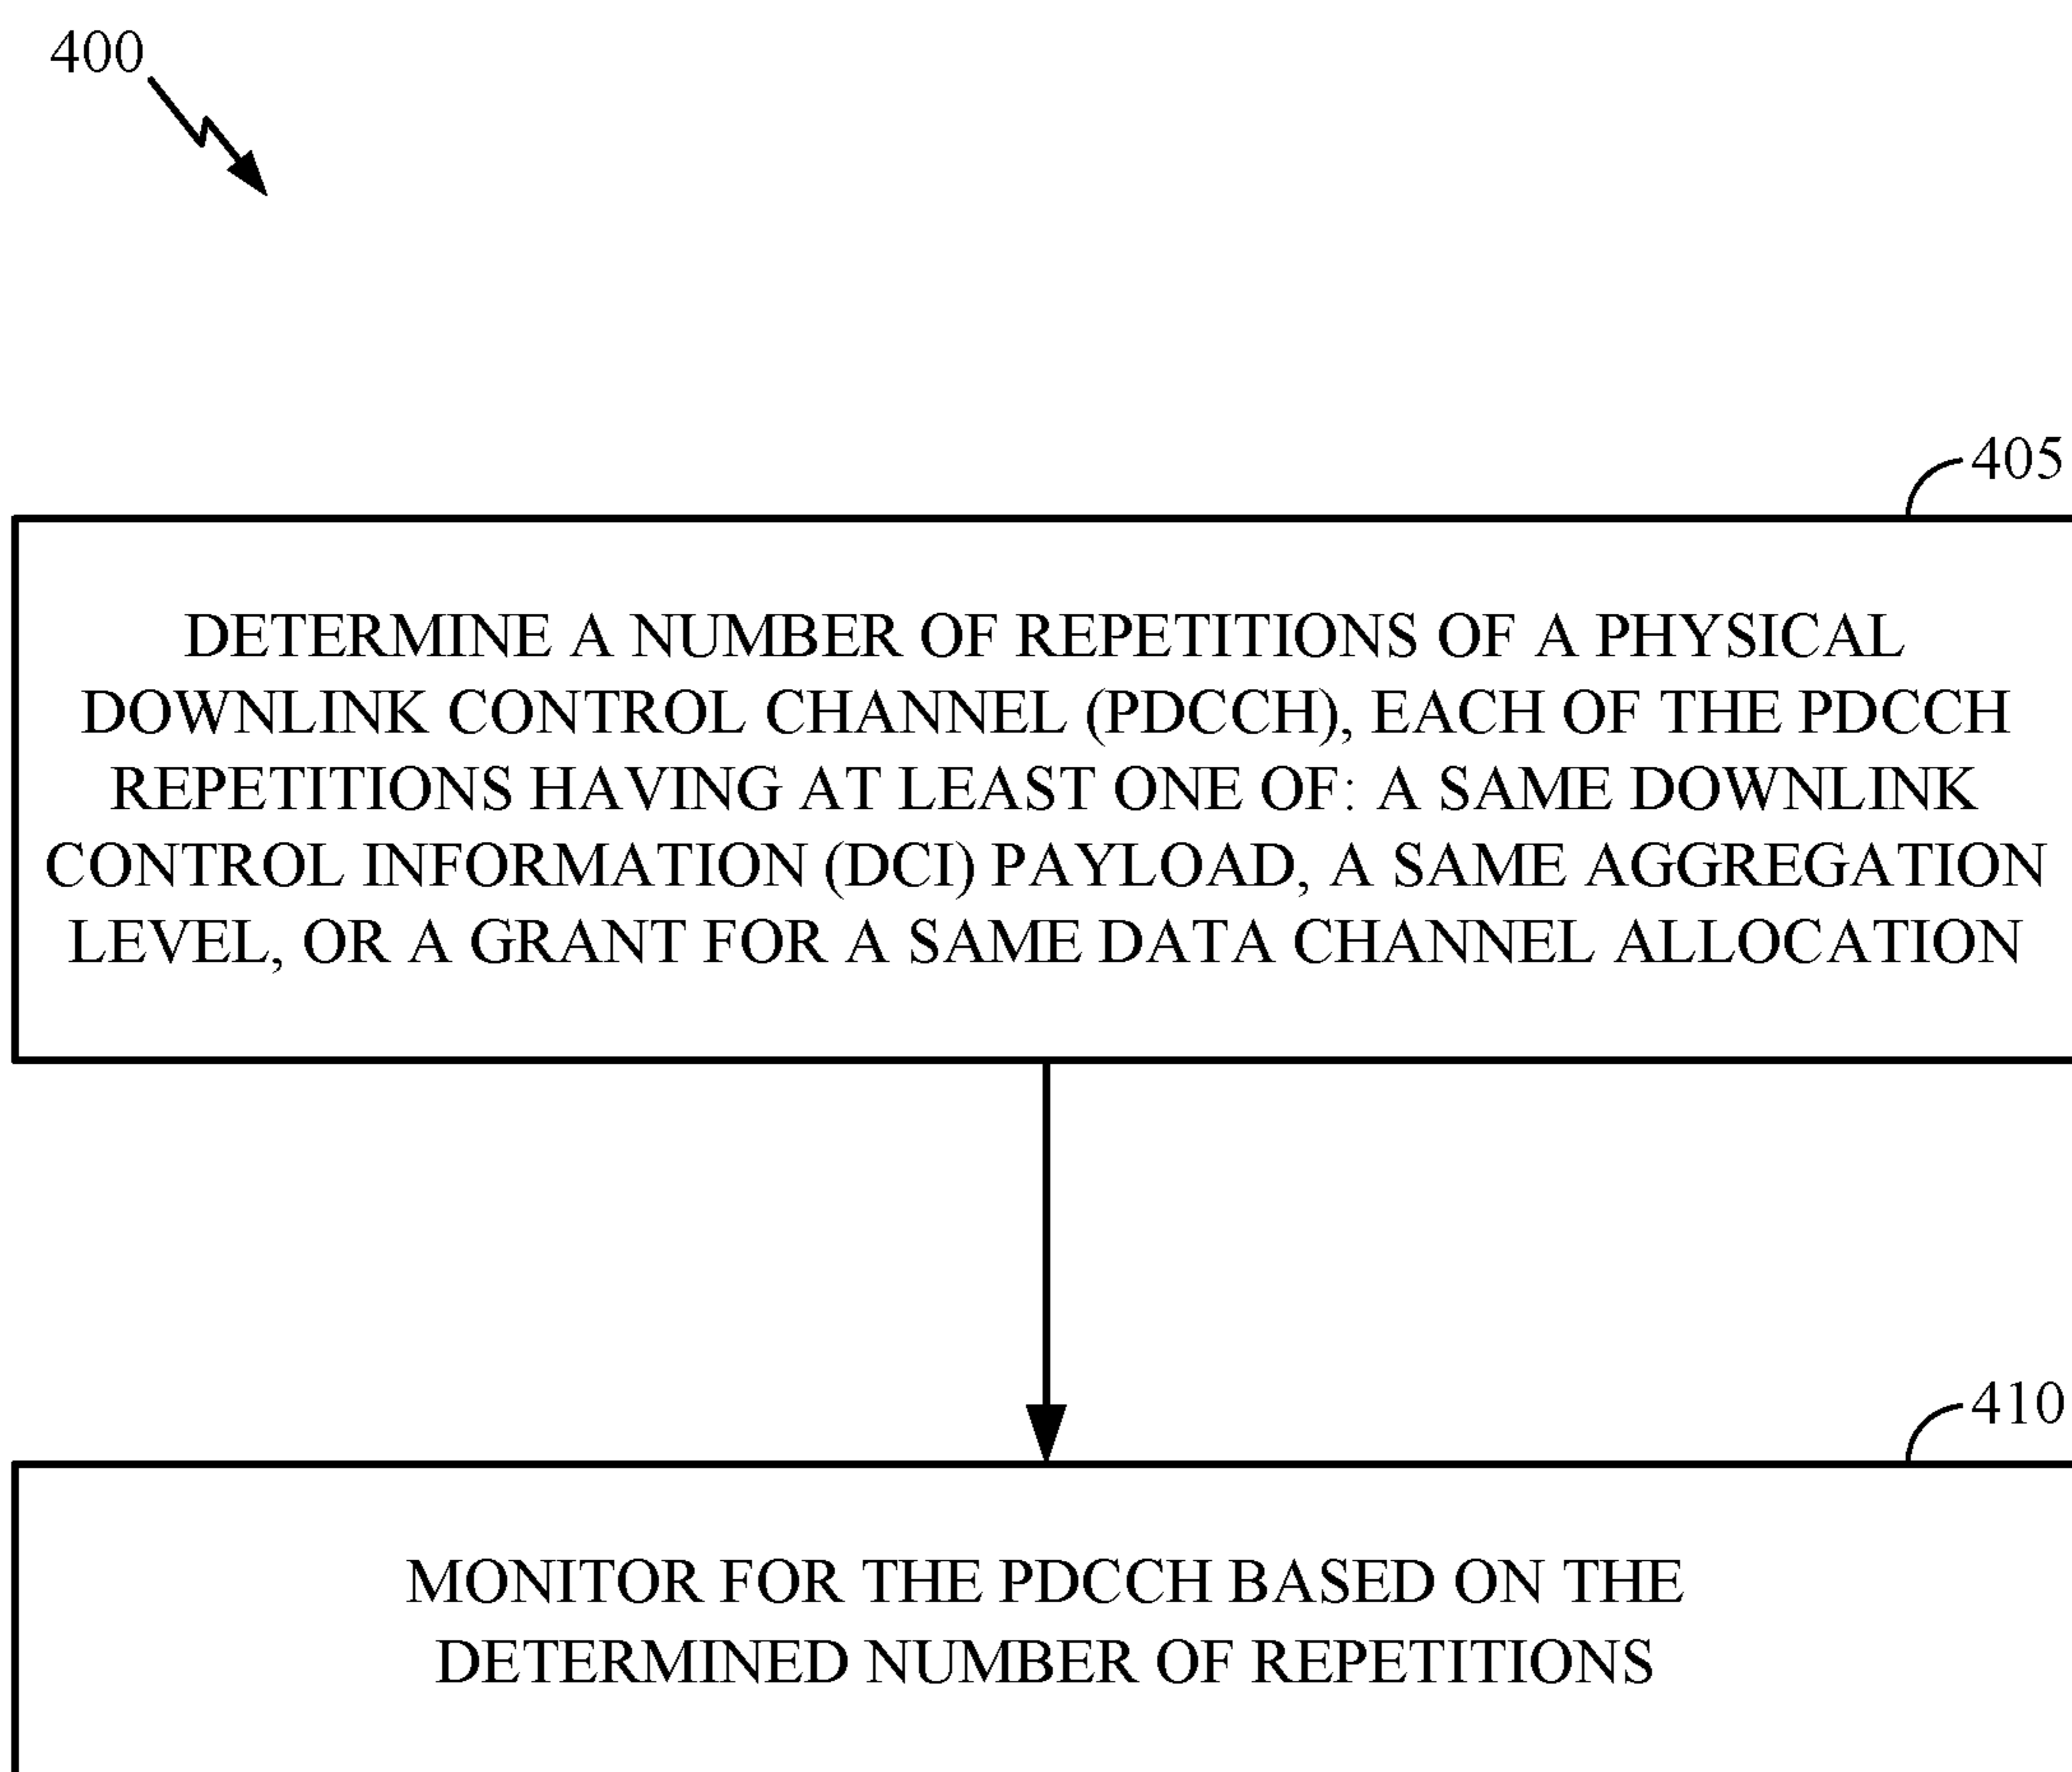 400
405
DETERMINE A NUMBER OF REPETITIONS OF A PHYSICAL
DOWNLINK CONTROL CHANNEL (PDCCH), EACH OF THE PDCCH
REPETITIONS HAVING AT LEAST ONE OF: A SAME DOWNLINK
CONTROL INFORMATION (DCI) PAYLOAD, A SAME AGGREGATION
LEVEL, OR A GRANT FOR A SAME DATA CHANNEL ALLOCATION
410
MONITOR FOR THE PDCCH BASED ON THE
DETERMINED NUMBER OF REPETITIONS